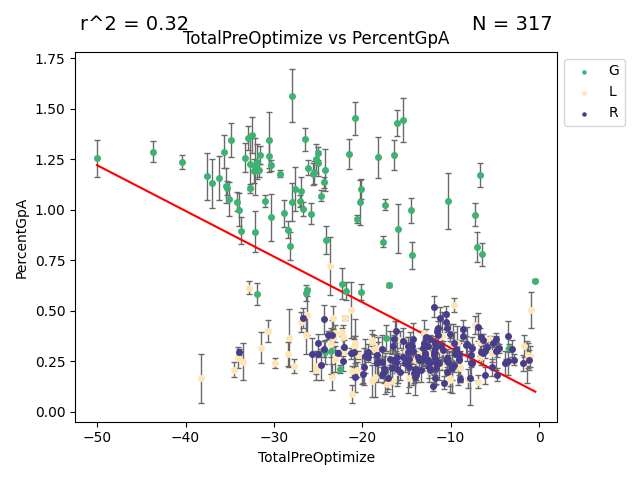 r^2 = 0.32
N = 317
TotalPreOptimize vs PercentGpA
1.75
1.50
1.25
1.00
0.75
0.50
0.25
0.00
PercentGpA
−50
−40
−30
−20
−10
0
TotalPreOptimize
G
L
R